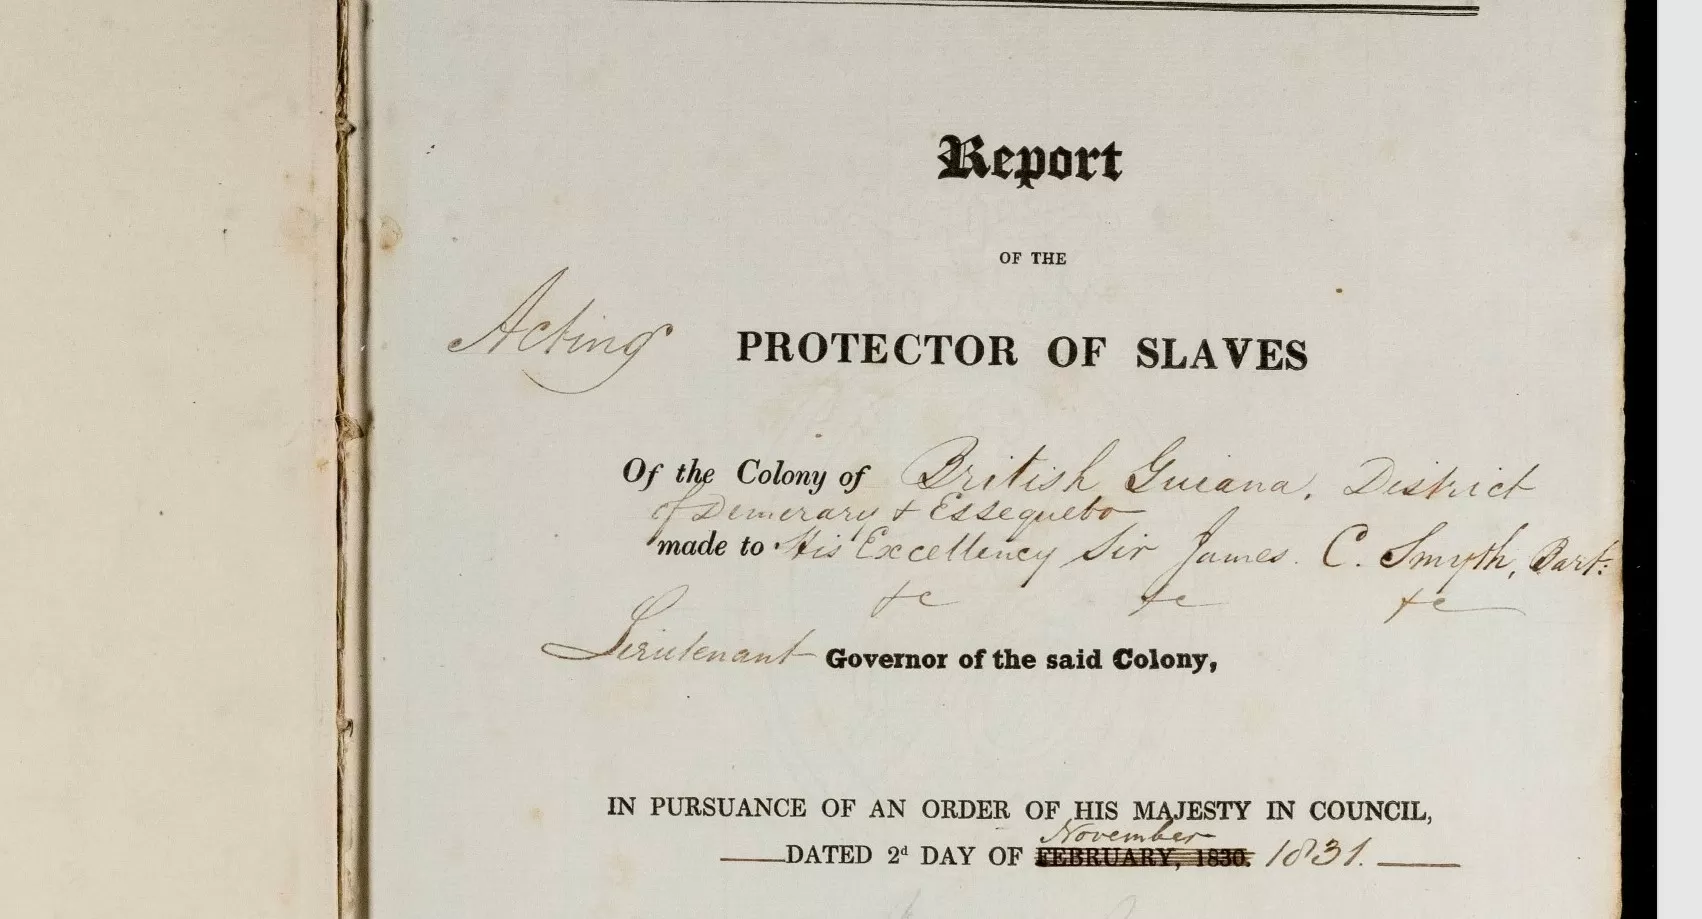 Report
OF THE
Acting PROTECTOR OF SLAVES
Of the Colony of British Guiana, District
of Demerary & Essequebo
made to His Excellency Sir James. C. Smyth, Bart:
&c &c &c
Lieutenant Governor of the said Colony,
IN PURSUANCE OF AN ORDER OF HIS MAJESTY IN COUNCIL,
November
DATED 2d DAY OF FEBRUARY, 1830. 1831.